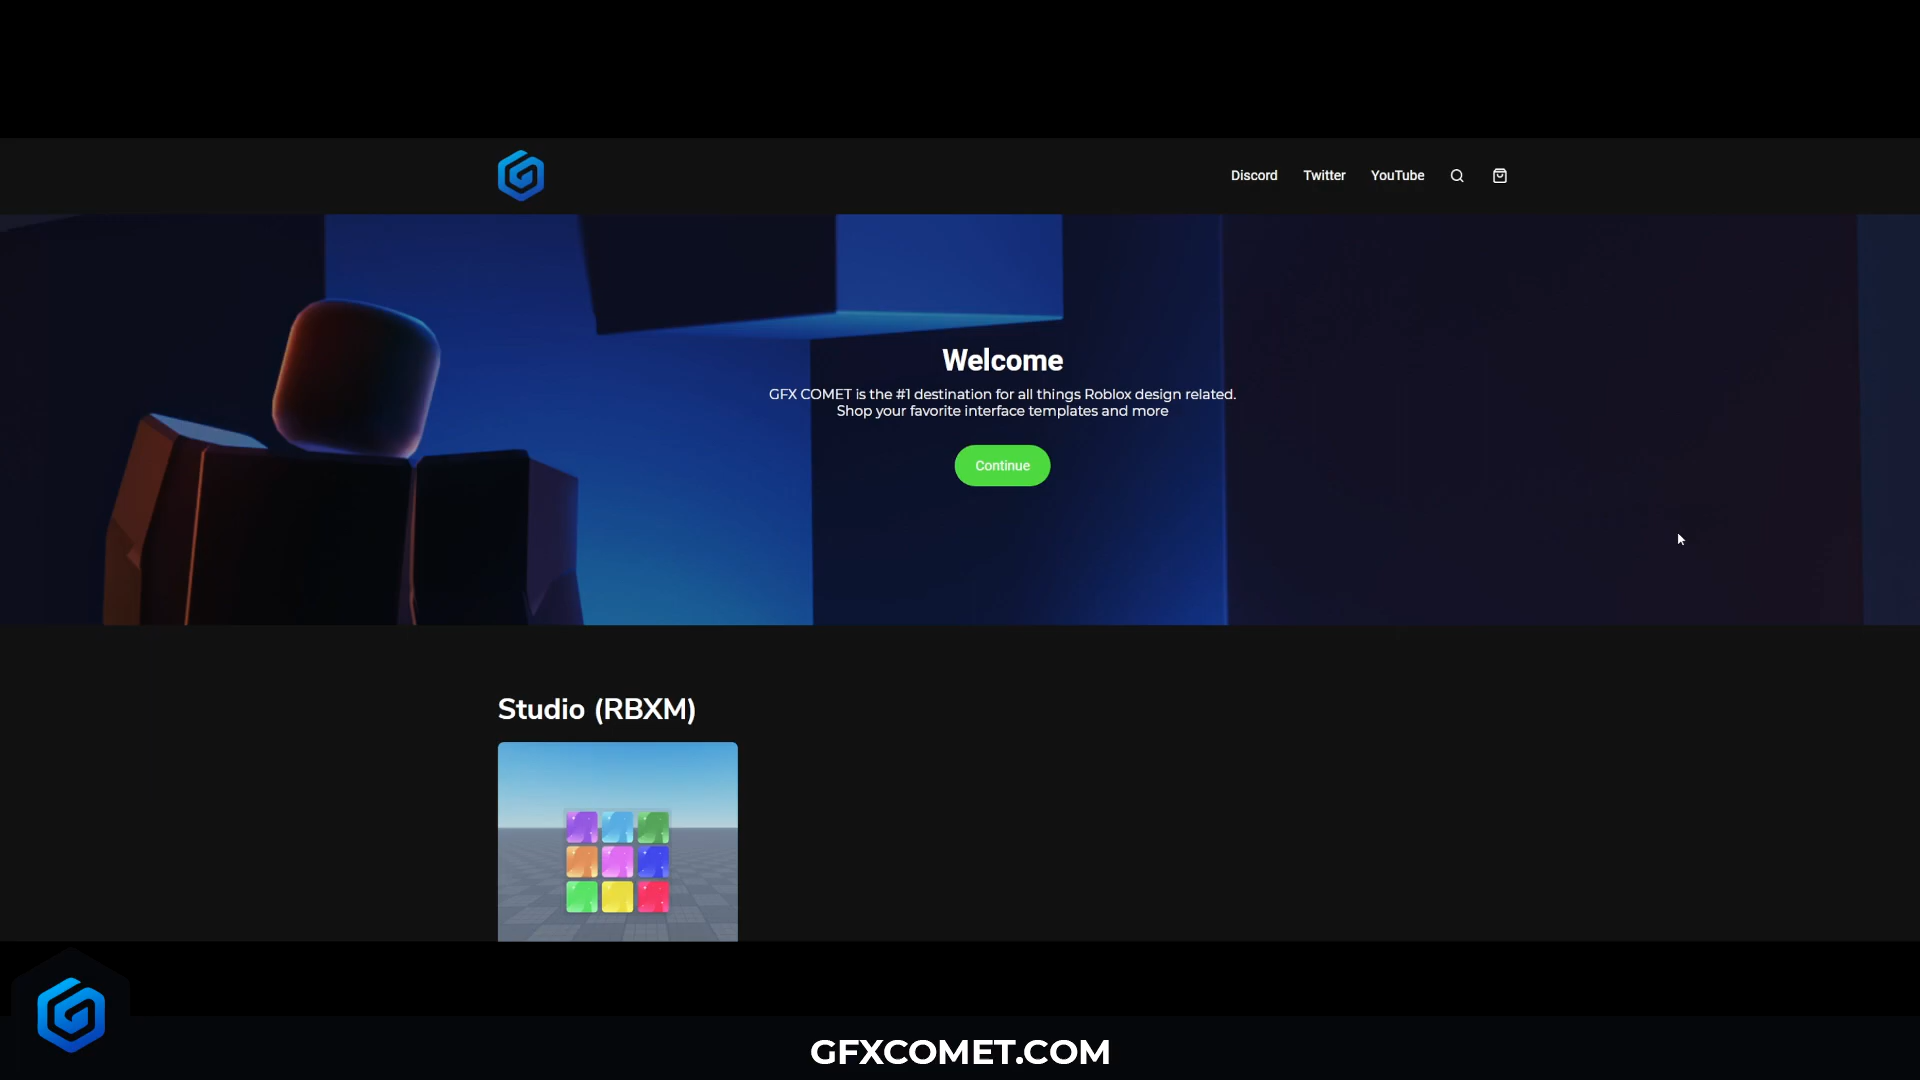 Discord Twitter YouTube
Welcome
GFX COMET is the #1 destination for all things Roblox design related.
Shop your favorite interface templates and more
Continue
Studio (RBXM)
GFXCOMET.COM